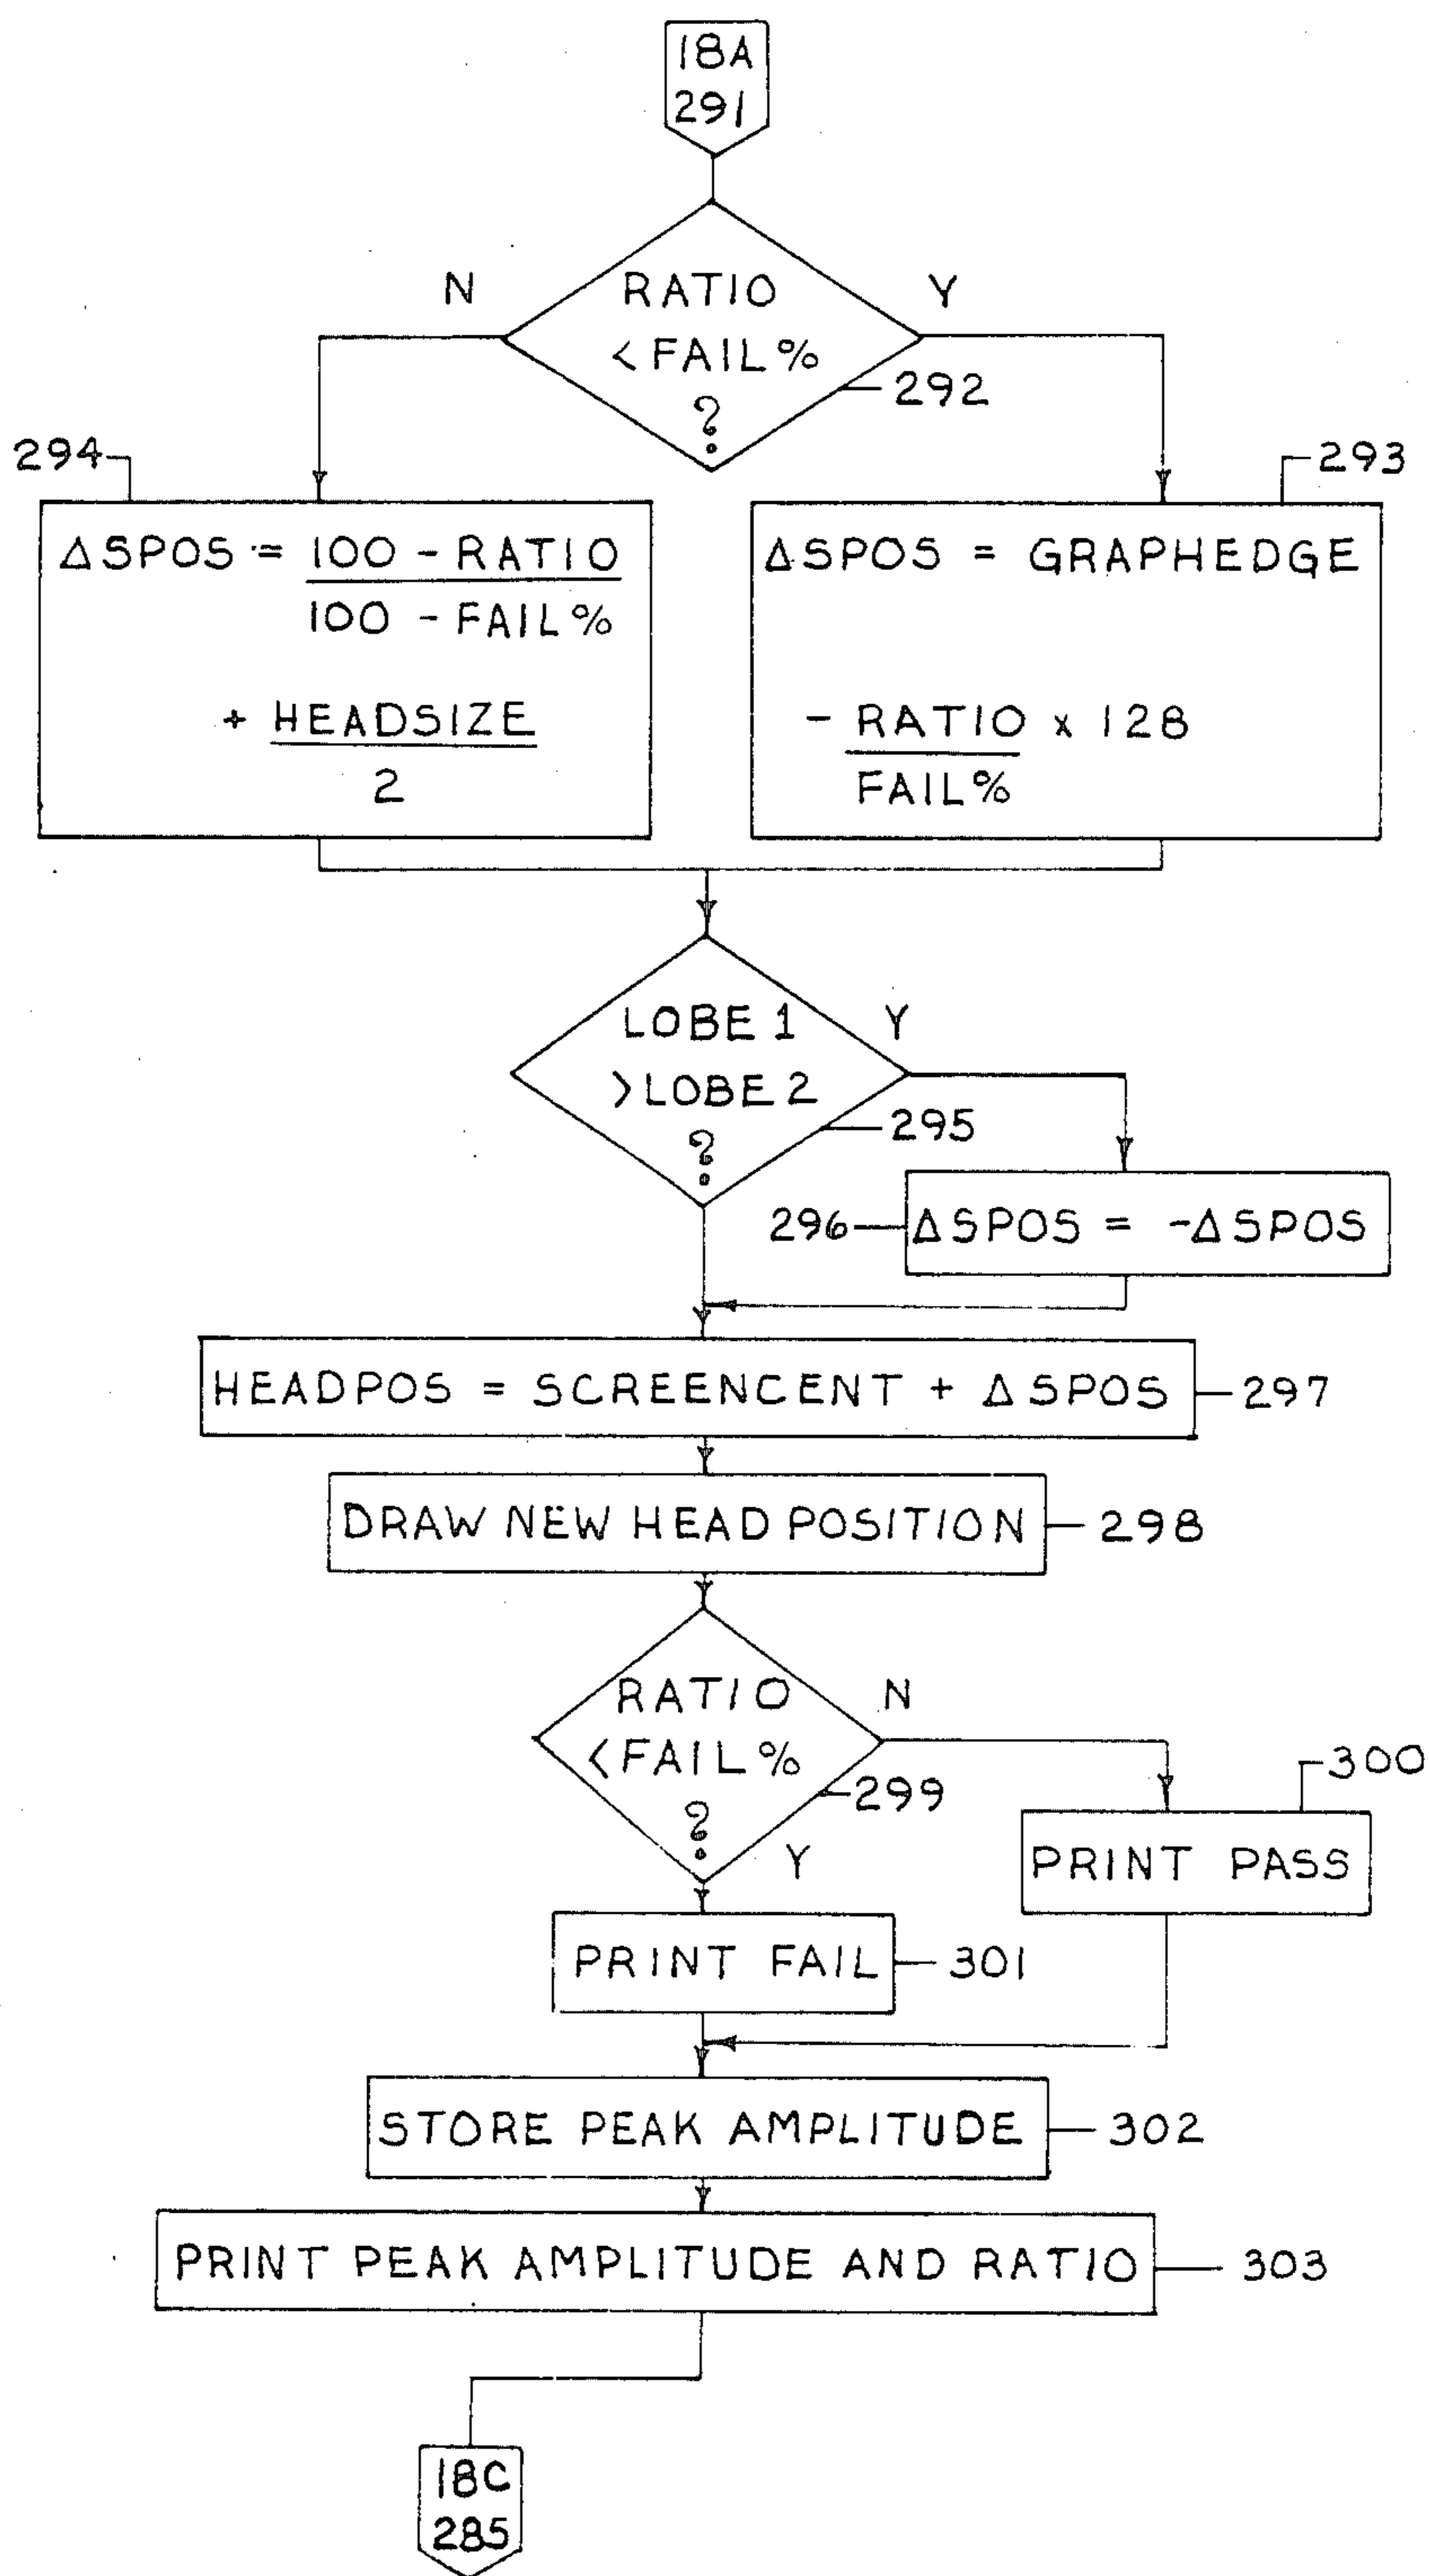 18A
291
N
RATIO
Y
< FAIL%
292
?
294
293
ΔSPOS = 100 - RATIO
100 - FAIL%
+ HEADSIZE
2
ΔSPOS = GRAPHEDGE
- RATIO x 128
FAIL%
LOBE 1
Y
>LOBE 2
295
?
296
ΔSPOS = -ΔSPOS
HEADPOS = SCREENCENT + ΔSPOS
297
DRAW NEW HEAD POSITION
298
RATIO
N
<FAIL%
299
?
Y
300
PRINT PASS
PRINT FAIL
301
STORE PEAK AMPLITUDE
302
PRINT PEAK AMPLITUDE AND RATIO
303
18C
285